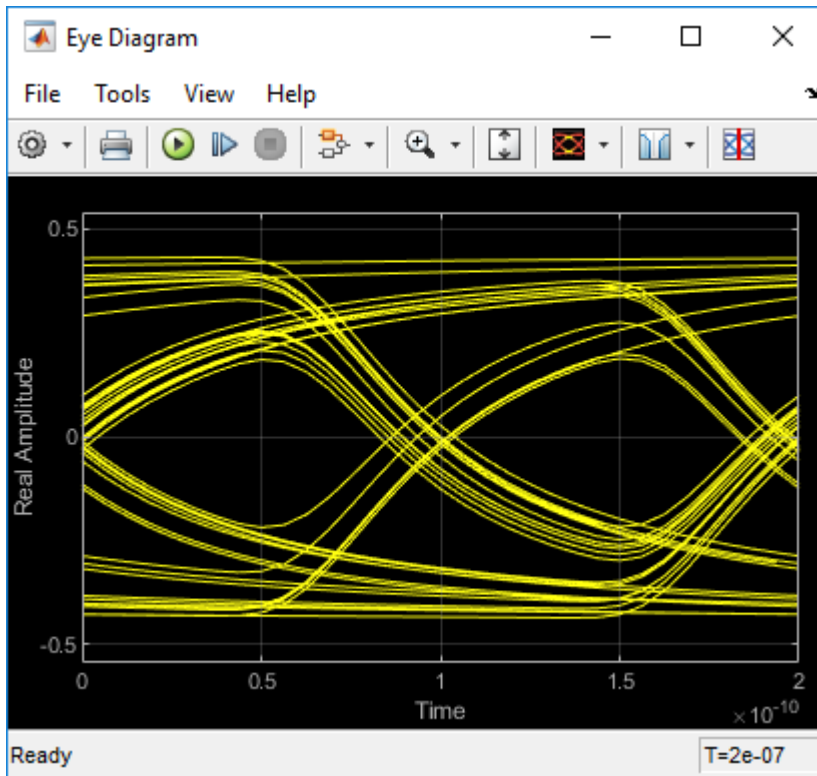 Eye Diagram
File Tools View Help
0.5
0
-0.5
Real Amplitude
0 0.5 1 1.5 2
Time
×10^-10
Ready T=2e-07